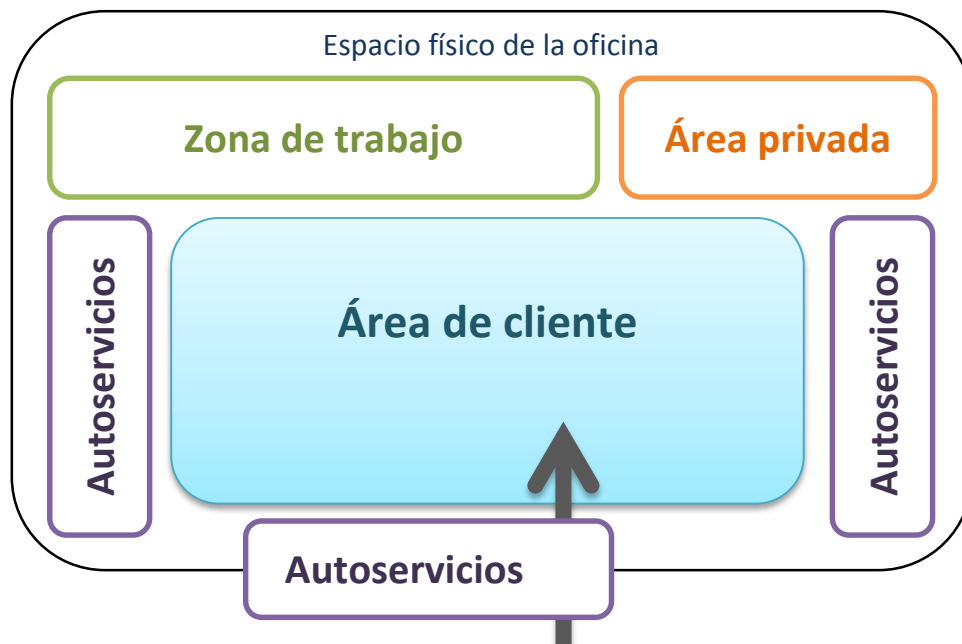 Espacio físico de la oficina
Zona de trabajo
Área privada
Autoservicios
Área de cliente
Autoservicios
Autoservicios